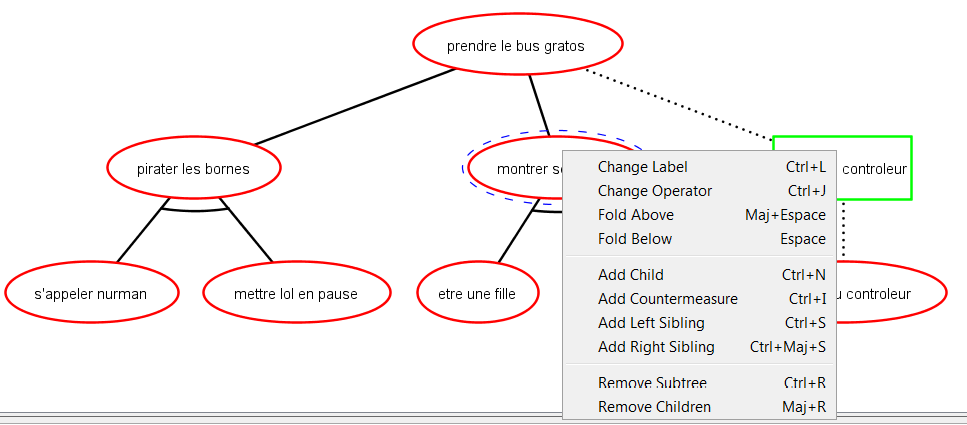 prendre le bus gratos
pirater les bornes
montrer
controleur
s'appeler nurman
mettre lol en pause
etre une fille
controleur
Change Label Ctrl+L
Change Operator Ctrl+J
Fold Above Maj+Espace
Fold Below Espace
Add Child Ctrl+N
Add Countermeasure Ctrl+I
Add Left Sibling Ctrl+S
Add Right Sibling Ctrl+Maj+S
Remove Subtree Ctrl+R
Remove Children Maj+R